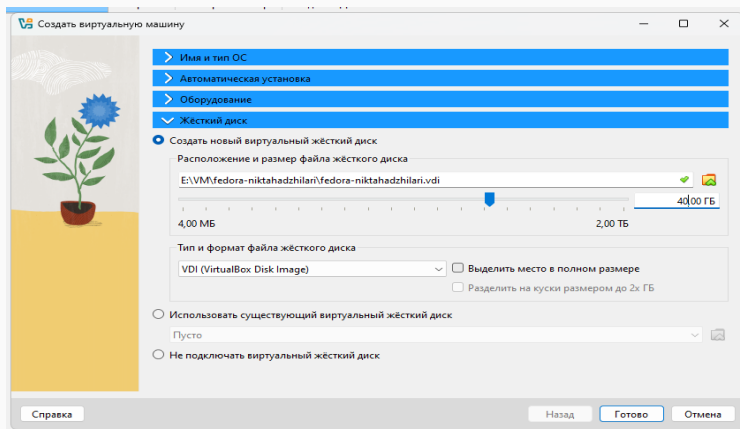 Создать виртуальную машину
Имя и тип ОС
Автоматическая установка
Оборудование
Жёсткий диск
Создать новый виртуальный жёсткий диск
Расположение и размер файла жёсткого диска
E:\VM\fedora-niktahadzhilari\fedora-niktahadzhilari.vdi
40,00 ГБ
4,00 МБ
2,00 ТБ
Тип и формат файла жёсткого диска
VDI (VirtualBox Disk Image)
Выделить место в полном размере
Разделить на куски размером до 2х ГБ
Использовать существующий виртуальный жёсткий диск
Пусто
Не подключать виртуальный жёсткий диск
Справка
Назад
Готово
Отмена